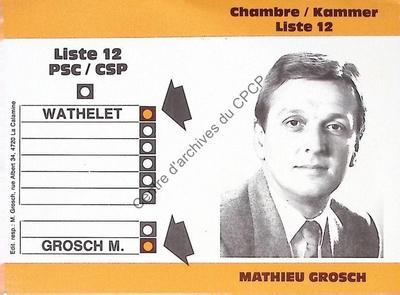 Chambre / Kammer
Liste 12
Liste 12
PSC / CSP
WATHELET
GROSCH M.
Edit. resp.: M. Grosch, rue Albert 34, 4720 La Calamine
Centre d'archives du CPCP
MATHIEU GROSCH